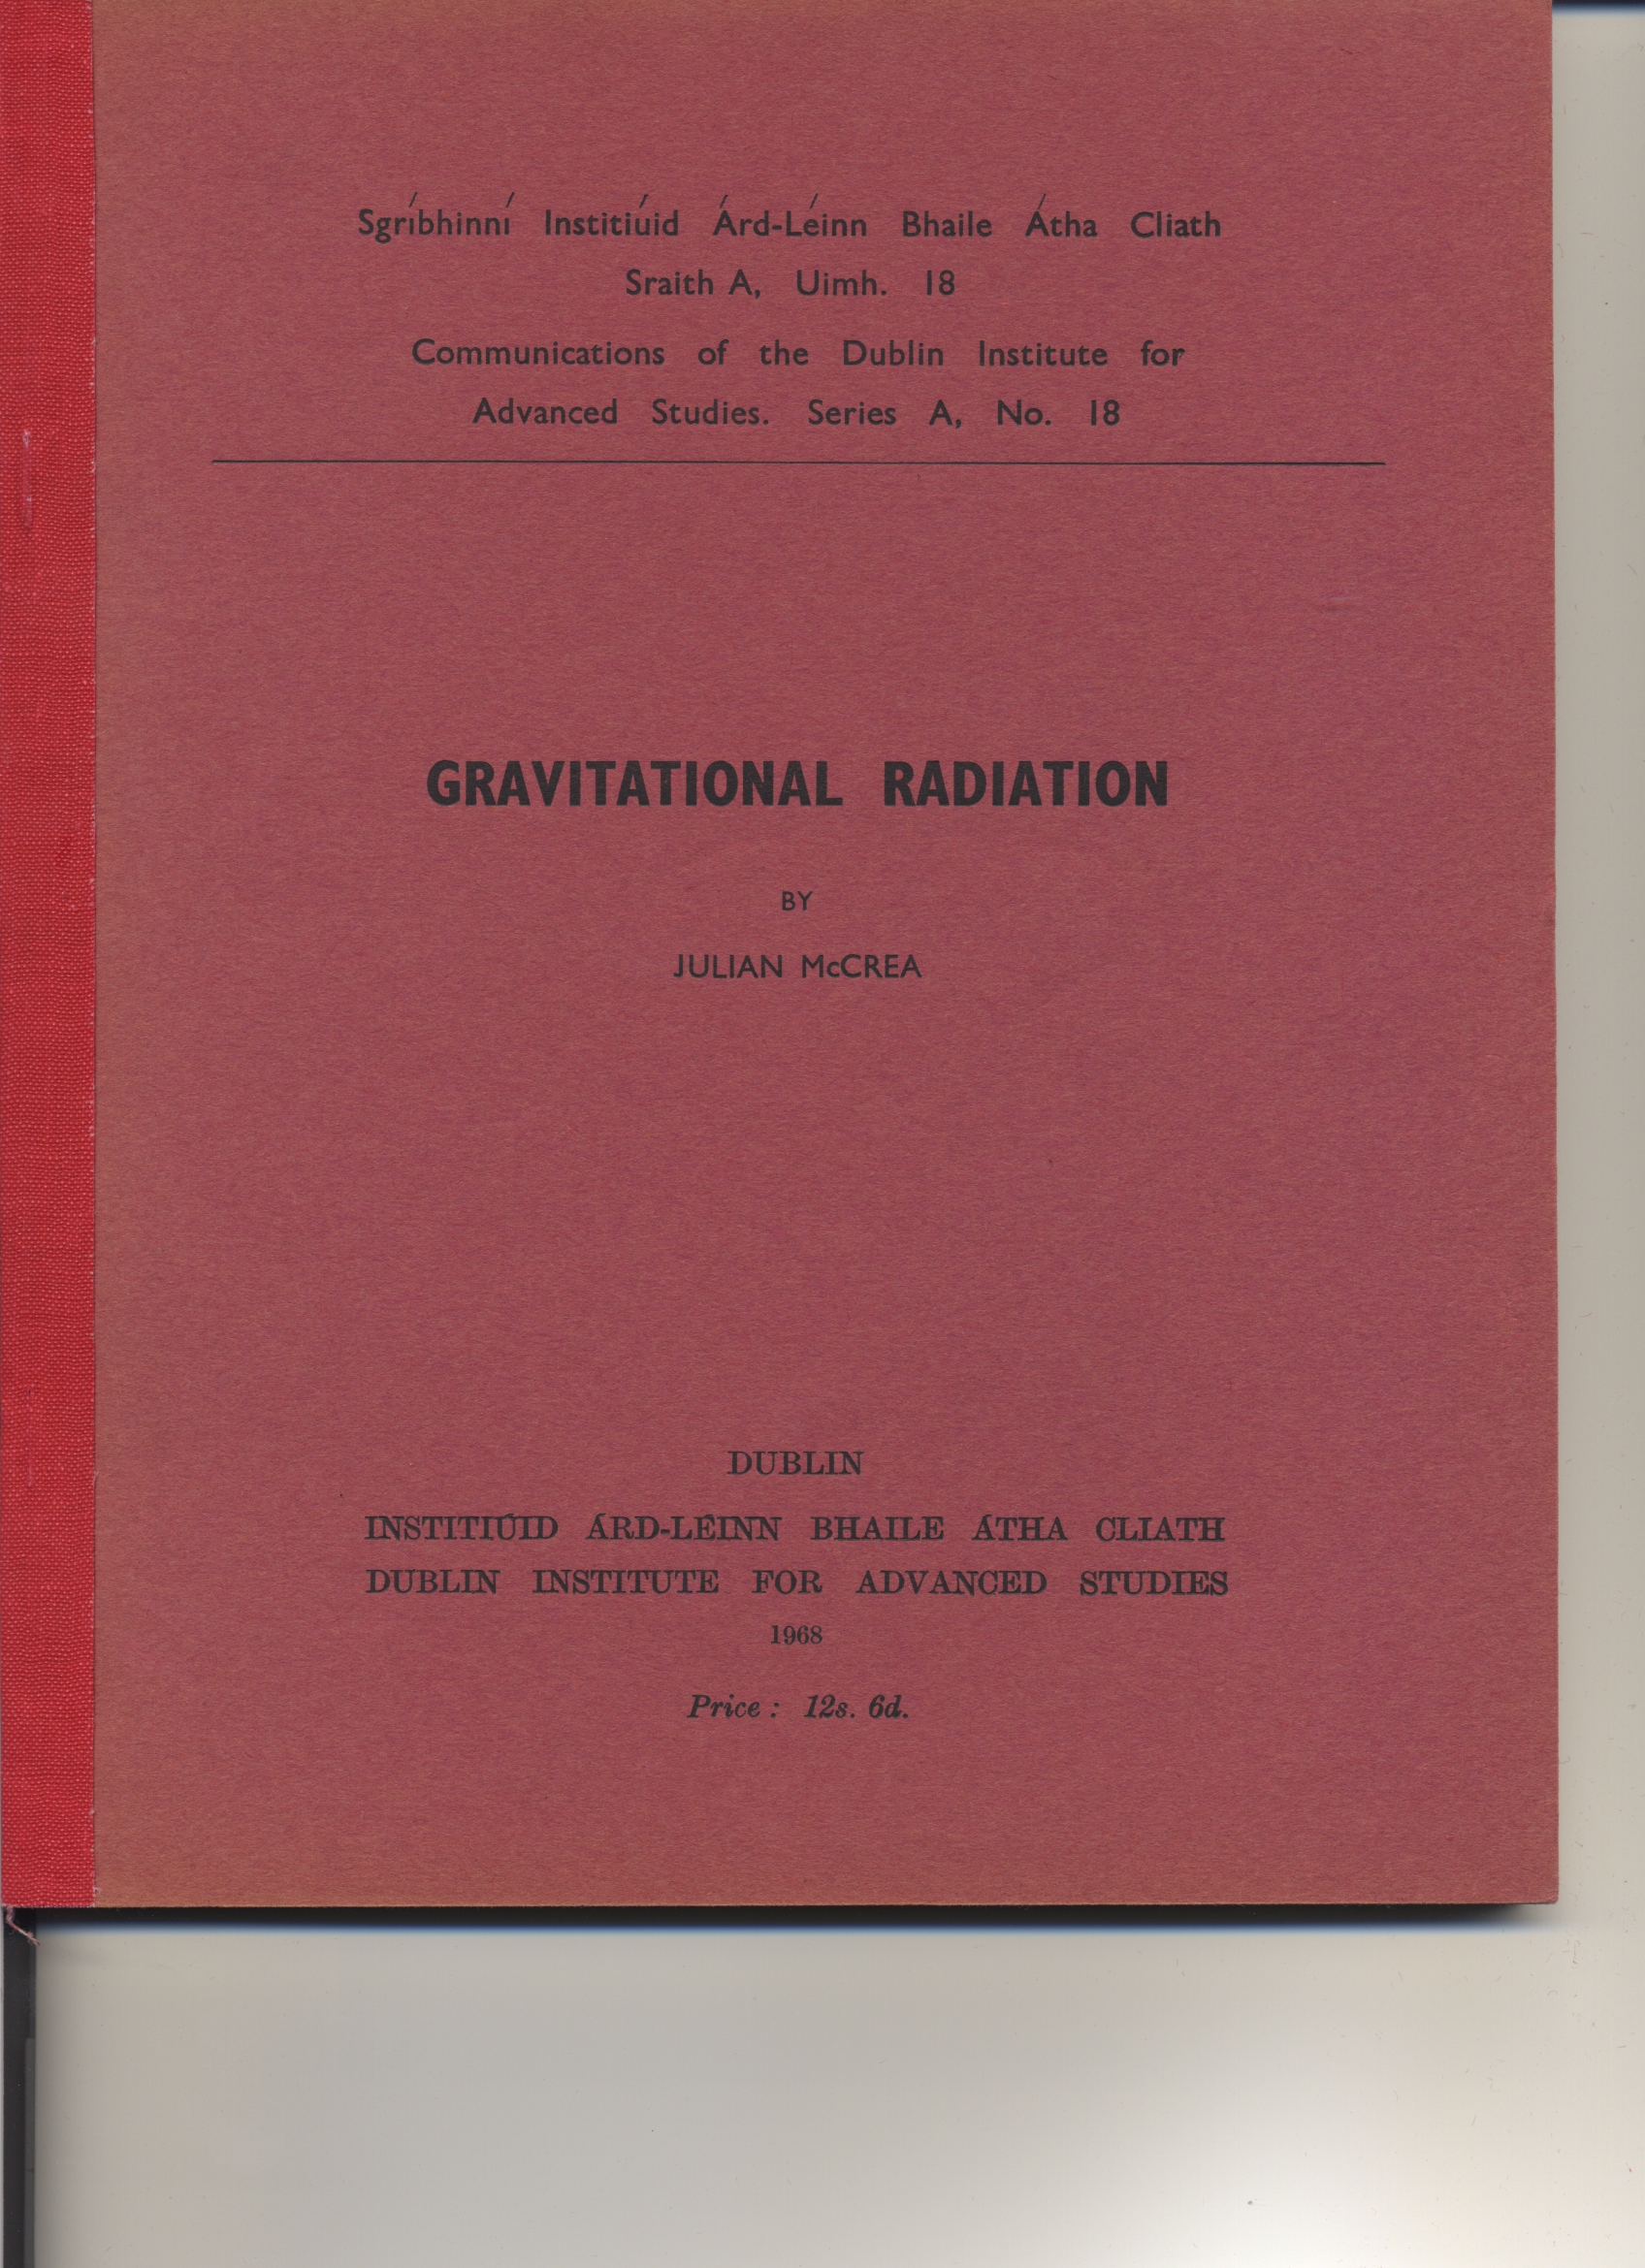 Sgríbhinní Institiúid Árd-Léinn Bhaile Átha Cliath
Sraith A, Uimh. 18
Communications of the Dublin Institute for
Advanced Studies. Series A, No. 18
GRAVITATIONAL RADIATION
BY
JULIAN McCREA
DUBLIN
INSTITIÚID ÁRD-LÉINN BHAILE ÁTHA CLIATH
DUBLIN INSTITUTE FOR ADVANCED STUDIES
1968
Price : 12s. 6d.